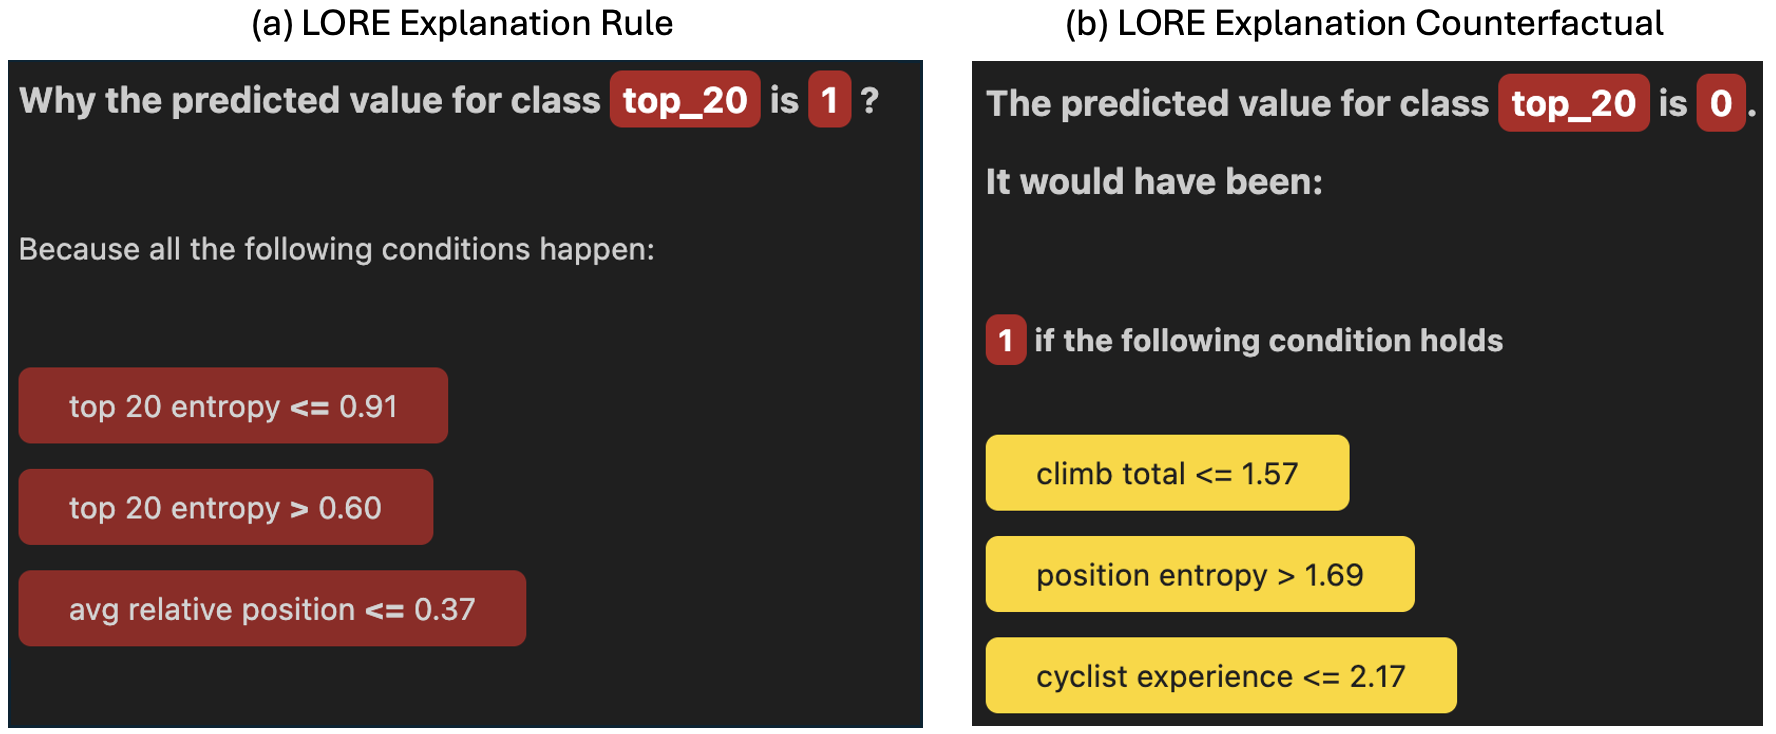 (a) LORE Explanation Rule
Why the predicted value for class top_20 is 1 ?
Because all the following conditions happen:
top 20 entropy <= 0.91
top 20 entropy > 0.60
avg relative position <= 0.37
(b) LORE Explanation Counterfactual
The predicted value for class top_20 is 0.
It would have been:
1 if the following condition holds
climb total <= 1.57
position entropy > 1.69
cyclist experience <= 2.17